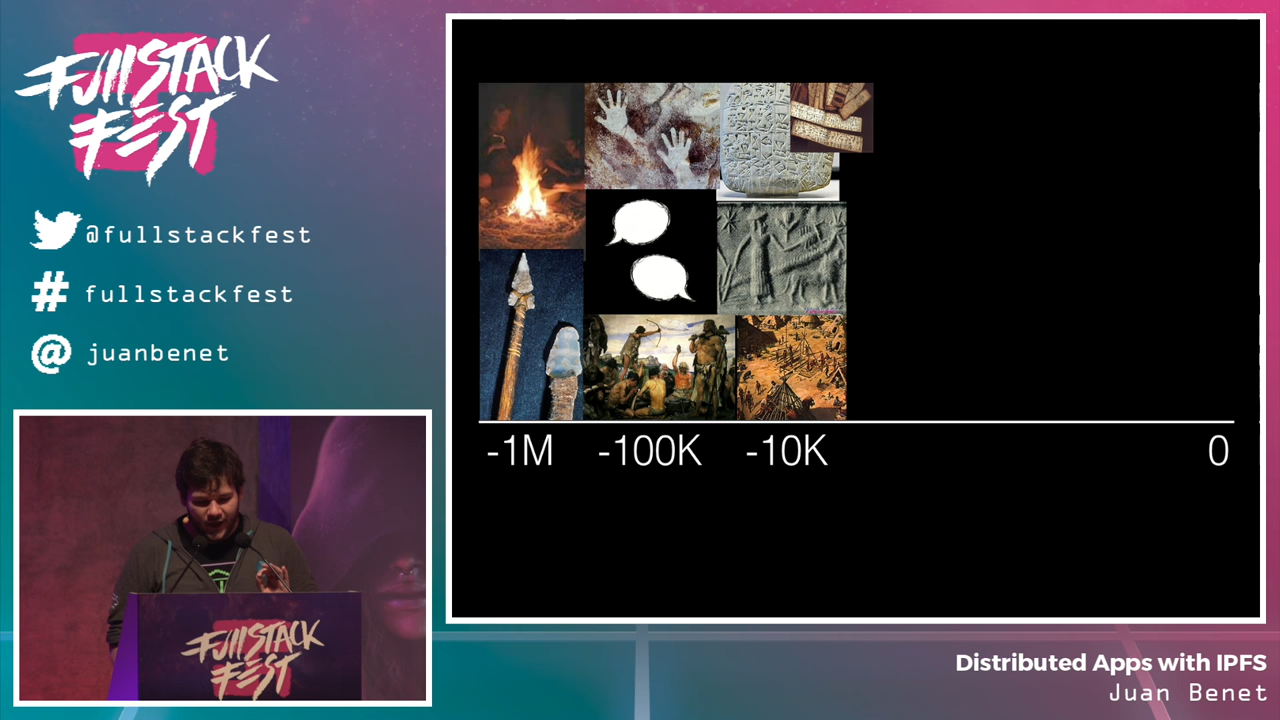 FullSTACK
FEST
@fullstackfest
# fullstackfest
@ juanbenet
-1M -100K -10K 0
FullSTACK
FEST
Distributed Apps with IPFS
Juan Benet